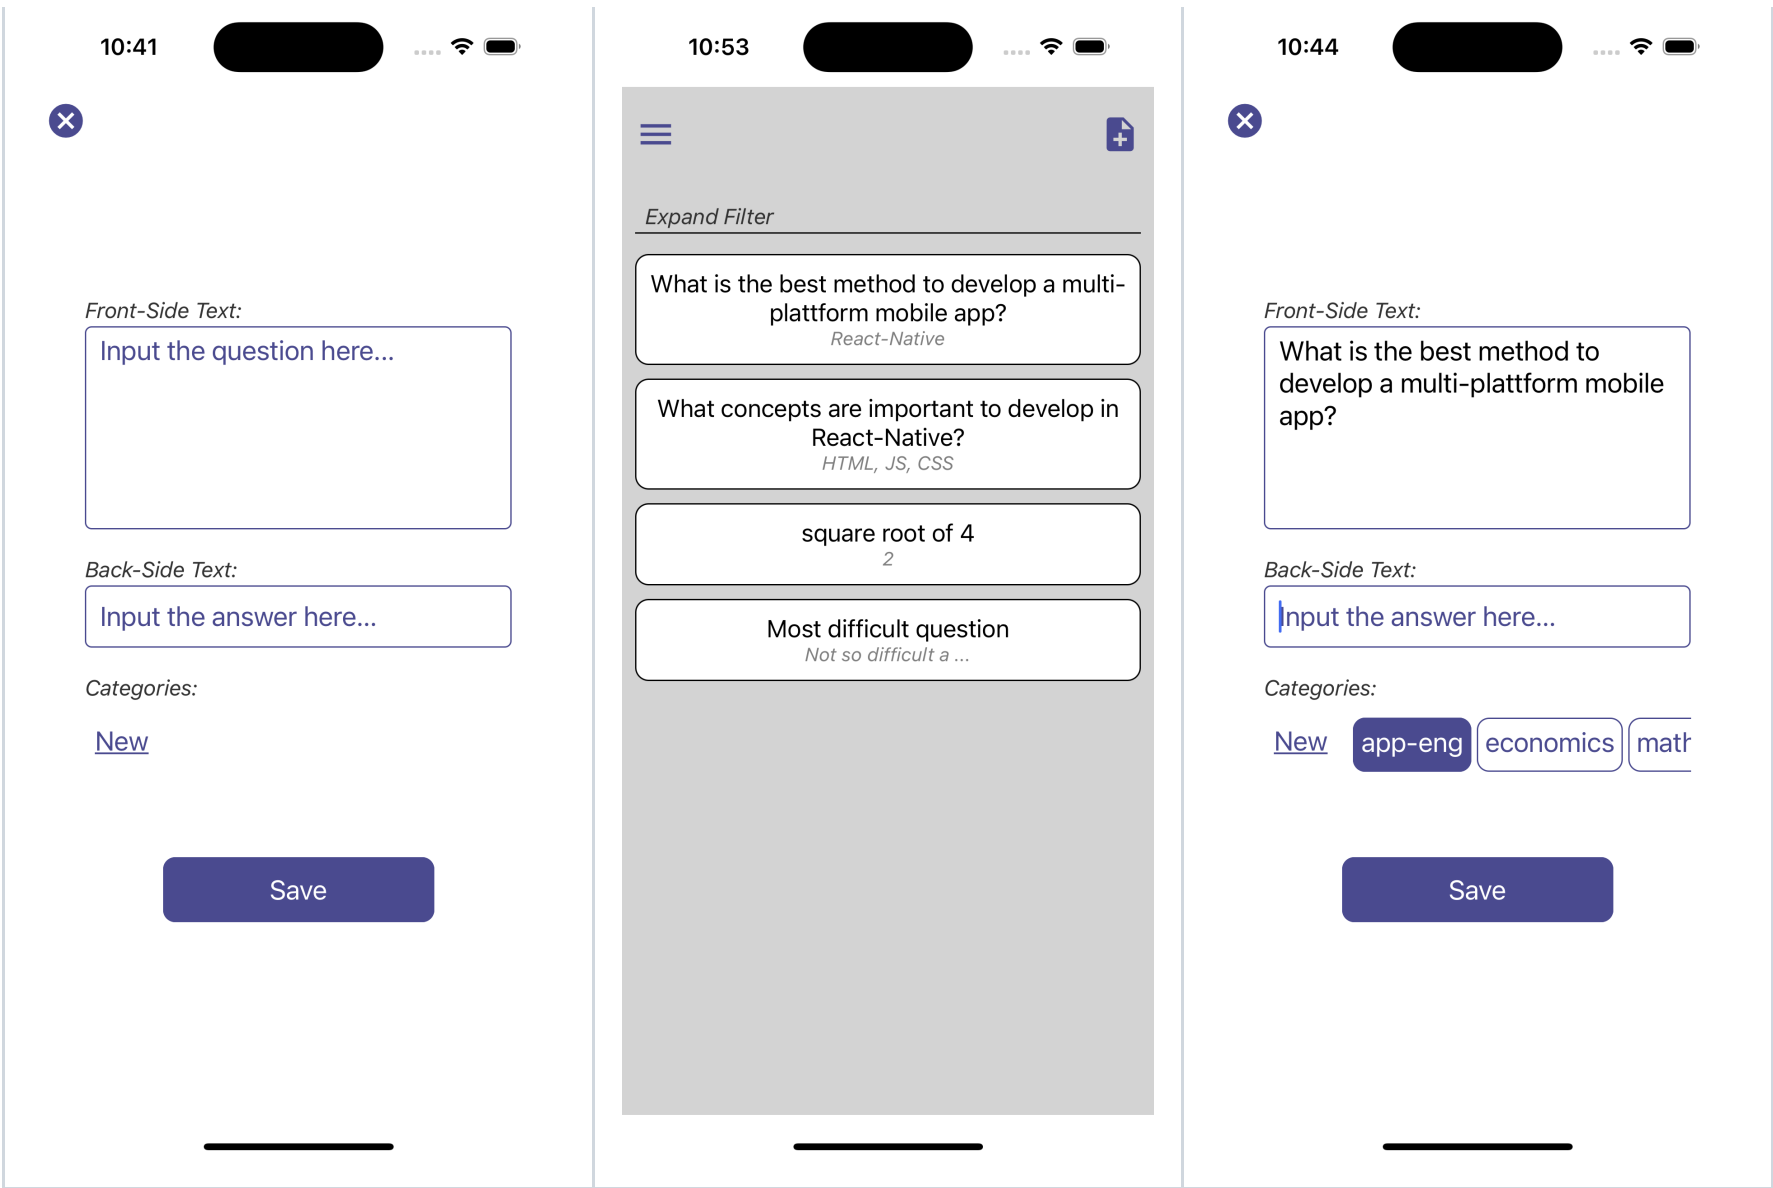 10:41
Front-Side Text:
Input the question here...
Back-Side Text:
Input the answer here...
Categories:
New
Save
10:53
Expand Filter
What is the best method to develop a multi-
plattform mobile app?
React-Native
What concepts are important to develop in
React-Native?
HTML, JS, CSS
square root of 4
2
Most difficult question
Not so difficult a ...
10:44
Front-Side Text:
What is the best method to
develop a multi-plattform mobile
app?
Back-Side Text:
Input the answer here...
Categories:
New app-eng economics math
Save